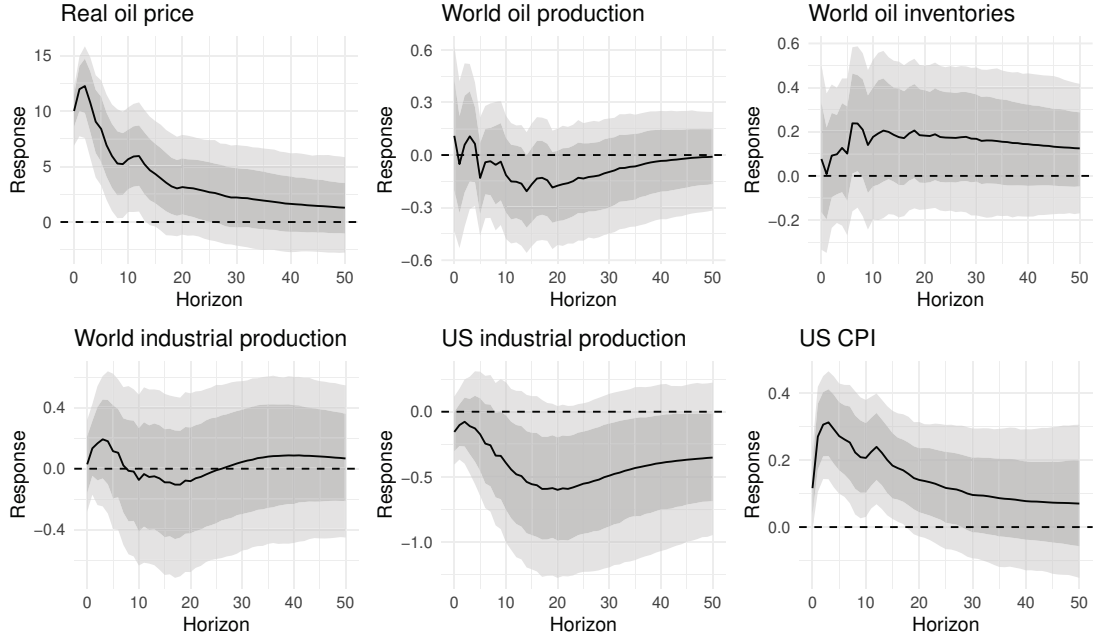 Real oil price
World oil production
World oil inventories
Response
15
10
5
0
0 10 20 30 40 50
Horizon
Response
0.6
0.3
0.0
−0.3
−0.6
0 10 20 30 40 50
Horizon
Response
0.6
0.4
0.2
0.0
−0.2
0 10 20 30 40 50
Horizon
World industrial production
US industrial production
US CPI
Response
0.4
0.0
−0.4
0 10 20 30 40 50
Horizon
Response
0.0
−0.5
−1.0
0 10 20 30 40 50
Horizon
Response
0.4
0.2
0.0
0 10 20 30 40 50
Horizon